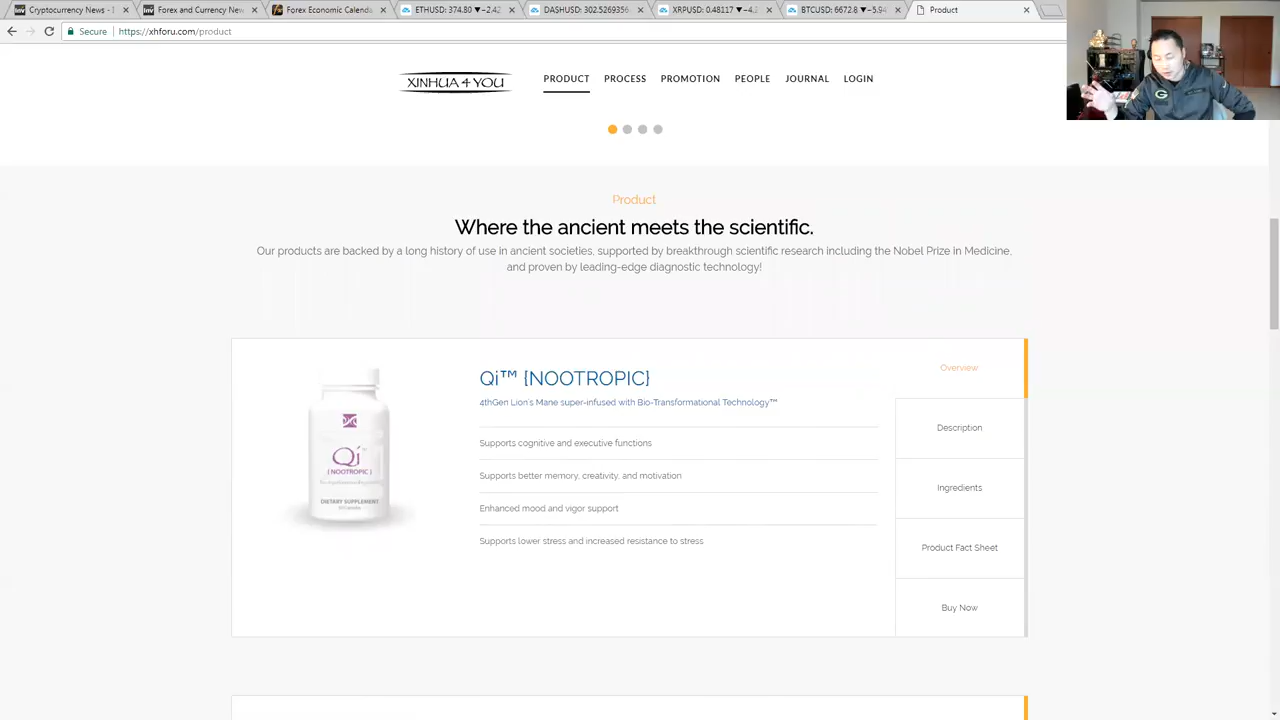 Cryptocurrency News - I
Forex and Currency New
Forex Economic Calenda
ETHUSD: 374.80 ▼−2.42
DASHUSD: 302.5269356
XRPUSD: 0.48117 ▼−4.
BTCUSD: 6672.8 ▼−5.94
Product
Secure
https://xhforu.com/product
XINHUA 4 YOU
PRODUCT
PROCESS
PROMOTION
PEOPLE
JOURNAL
LOGIN
Product
Where the ancient meets the scientific.
Our products are backed by a long history of use in ancient societies, supported by breakthrough scientific research including the Nobel Prize in Medicine,
and proven by leading-edge diagnostic technology!
Qi™ {NOOTROPIC}
4thGen Lion's Mane super-infused with Bio-Transformational Technology™
Supports cognitive and executive functions
Supports better memory, creativity, and motivation
Enhanced mood and vigor support
Supports lower stress and increased resistance to stress
Qi
{NOOTROPIC}
DIETARY SUPPLEMENT
Overview
Description
Ingredients
Product Fact Sheet
Buy Now
G